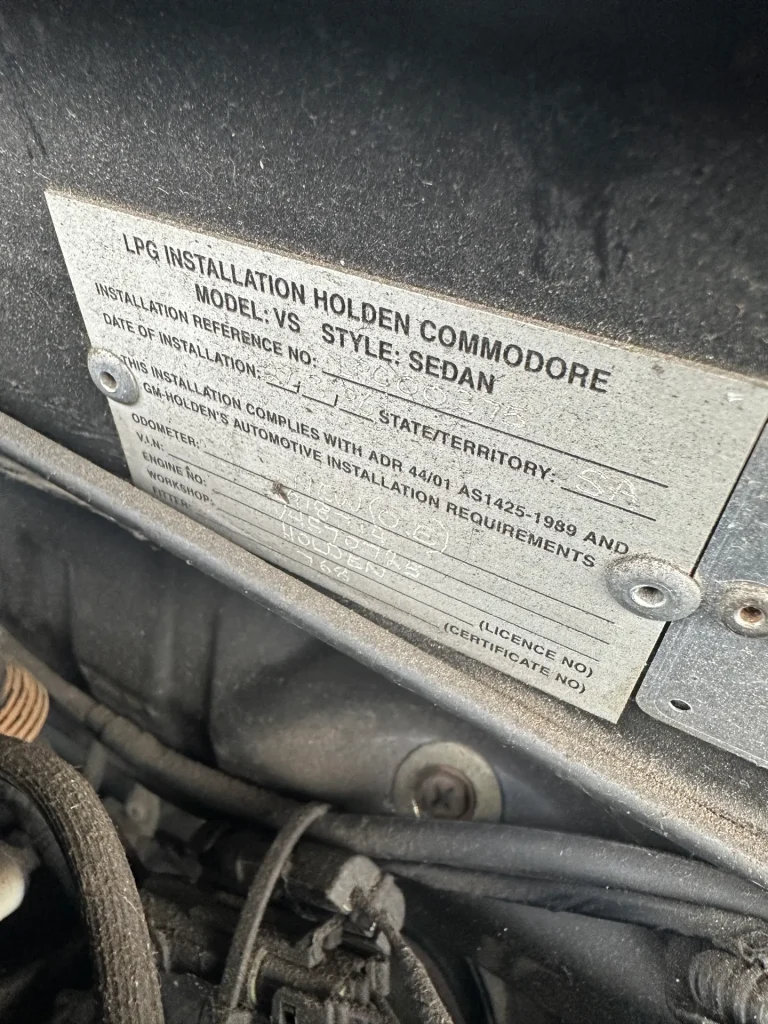 LPG INSTALLATION HOLDEN COMMODORE
MODEL: VS STYLE: SEDAN
INSTALLATION REFERENCE NO:
DATE OF INSTALLATION: STATE/TERRITORY: SA
THIS INSTALLATION COMPLIES WITH ADR 44/01 AS1425-1989 AND
GM-HOLDEN'S AUTOMOTIVE INSTALLATION REQUIREMENTS
ODOMETER:
V.I.N:
ENGINE NO:
WORKSHOP: HOLDEN (LICENCE NO)
FITTER: 768 (CERTIFICATE NO)